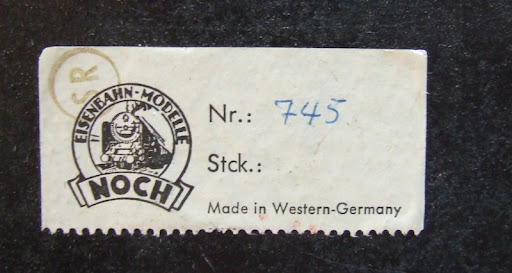 SR
EISENBAHN-MODELLE
NOCH
Nr.: 745
Stck.:
Made in Western-Germany